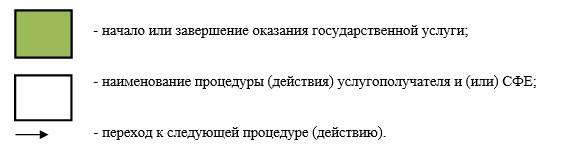 - начало или завершение оказания государственной услуги;
- наименование процедуры (действия) услугополучателя и (или) СФЕ;
- переход к следующей процедуре (действию).